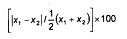 [|x₁ - x₂| / ½(x₁ + x₂)] × 100